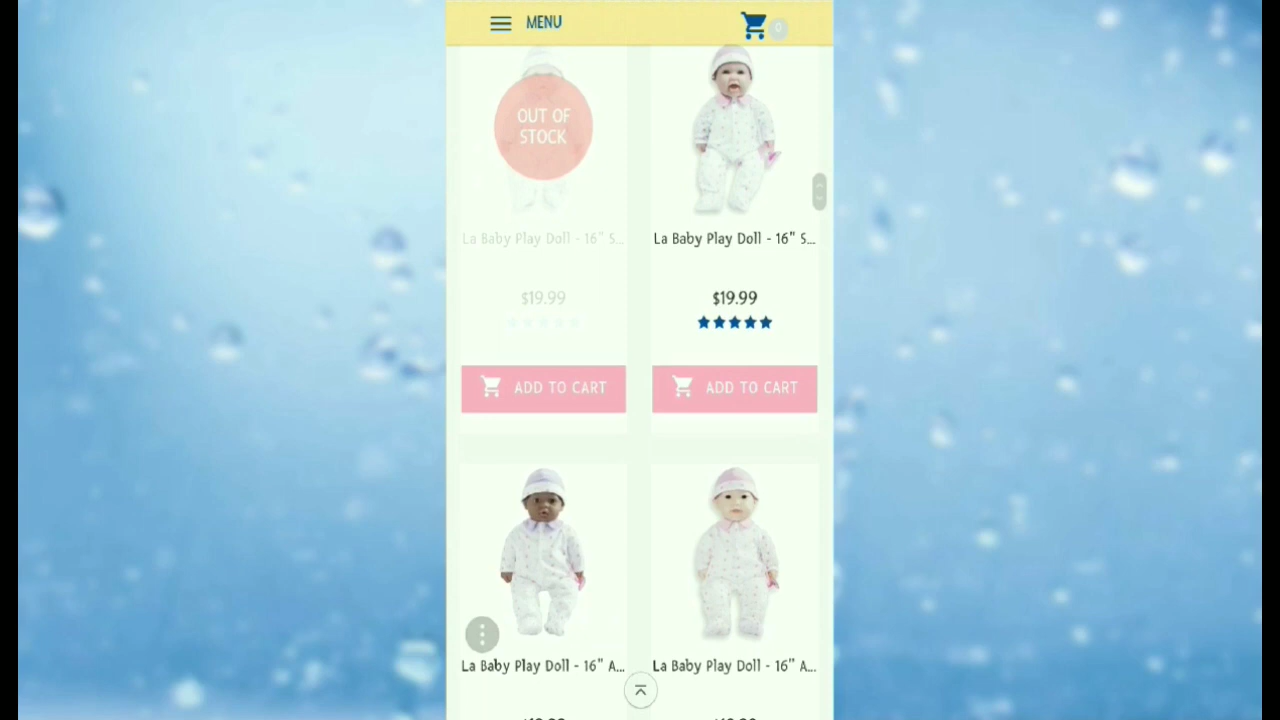 MENU
0
OUT OF
STOCK
La Baby Play Doll - 16" S...
La Baby Play Doll - 16" S...
$19.99
$19.99
ADD TO CART
ADD TO CART
La Baby Play Doll - 16" A...
La Baby Play Doll - 16" A...